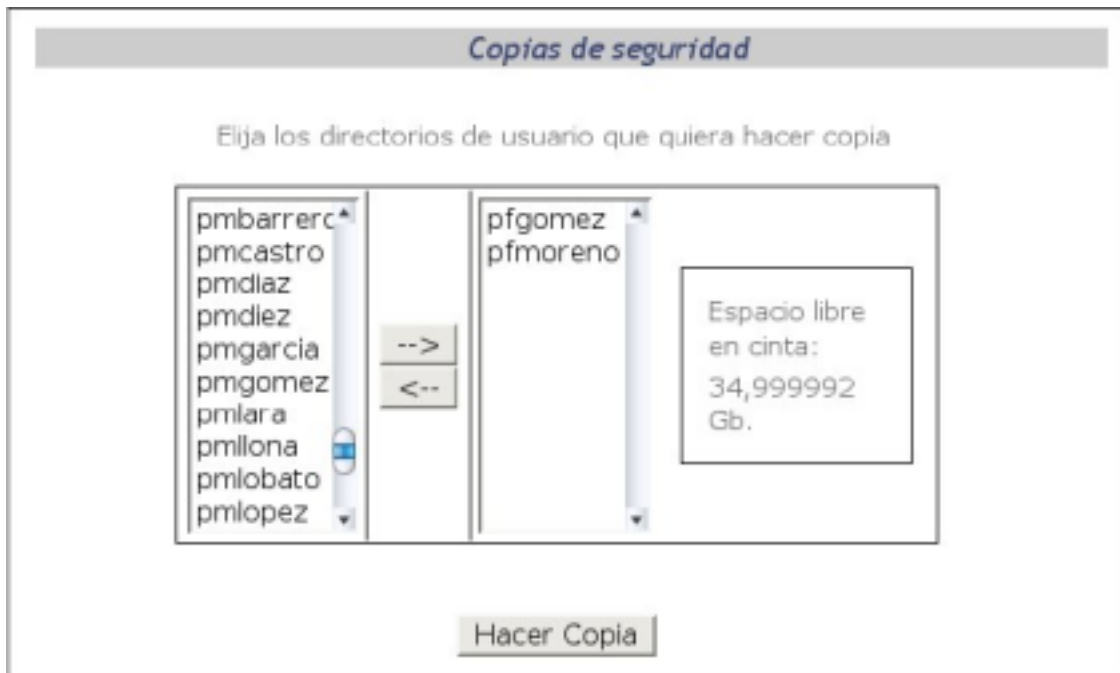 Copias de seguridad
Elija los directorios de usuario que quiera hacer copia
pmbarrero
pmcastro
pmdiaz
pmdiez
pmgarcia
pmgomez
pmlara
pmllona
pmlobato
pmlopez
-->
<--
pfgomez
pfmoreno
Espacio libre
en cinta:
34,999992
Gb.
Hacer Copia